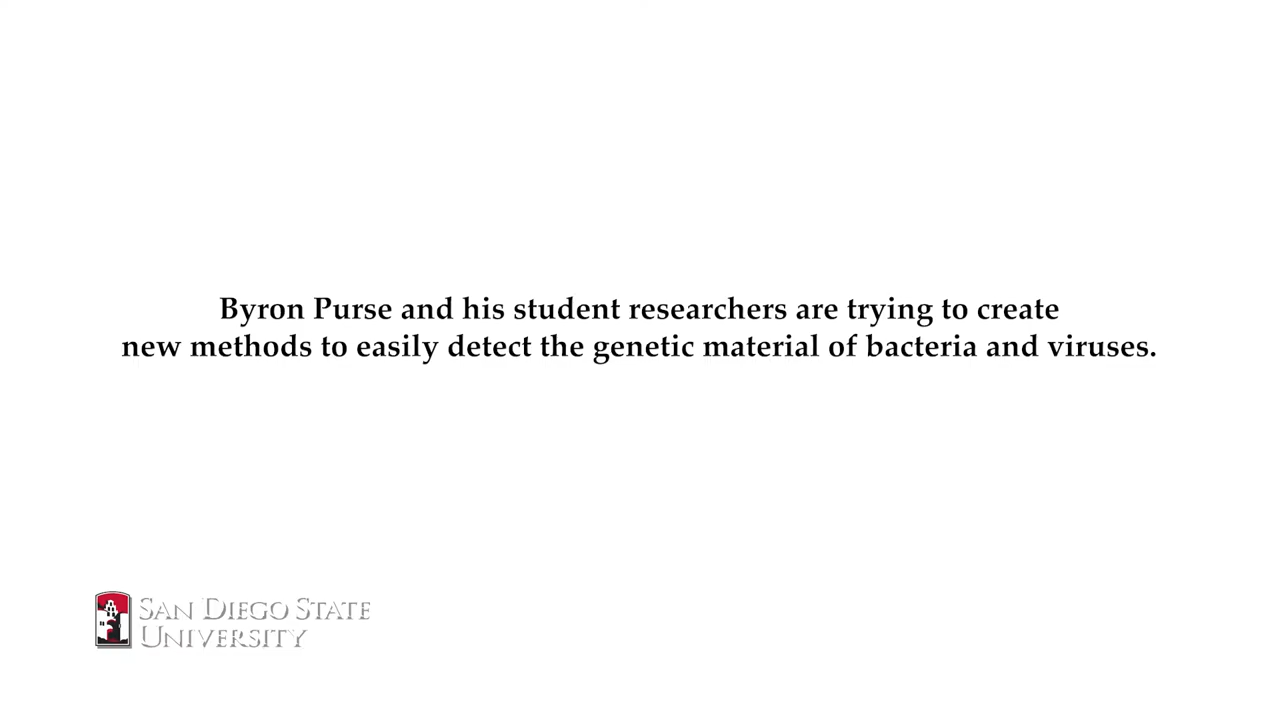 Byron Purse and his student researchers are trying to create
new methods to easily detect the genetic material of bacteria and viruses.
SAN DIEGO STATE
UNIVERSITY